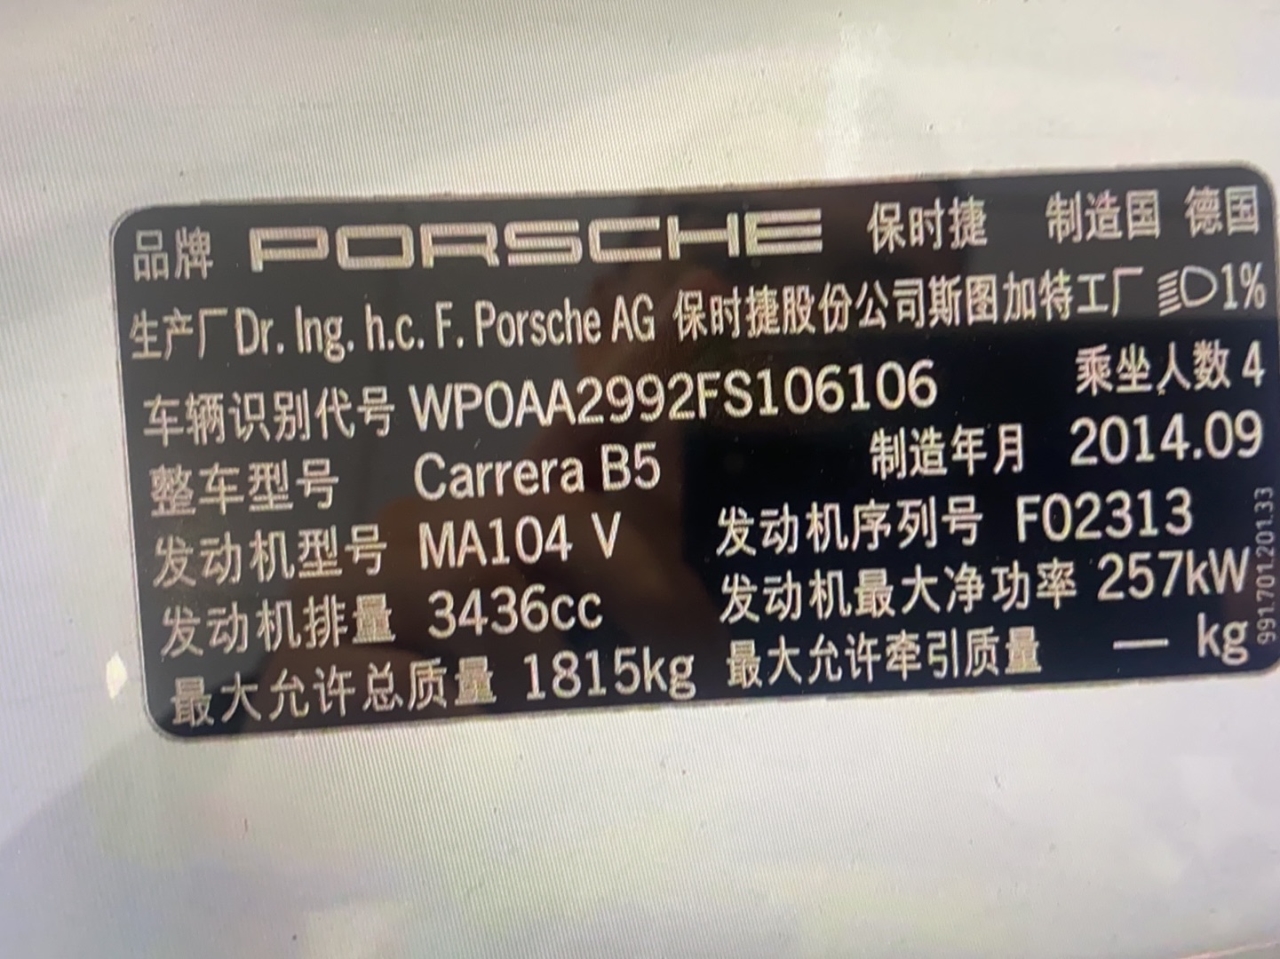 品牌 PORSCHE 保时捷 制造国 德国
生产厂 Dr. Ing. h.c. F. Porsche AG 保时捷股份公司斯图加特工厂 1%
车辆识别代号 WP0AA2992FS106106 乘坐人数 4
整车型号 Carrera B5 制造年月 2014.09
发动机型号 MA104 V 发动机序列号 F02313
发动机排量 3436cc 发动机最大净功率 257kW
最大允许总质量 1815kg 最大允许牵引质量 — kg
991.701.201.33